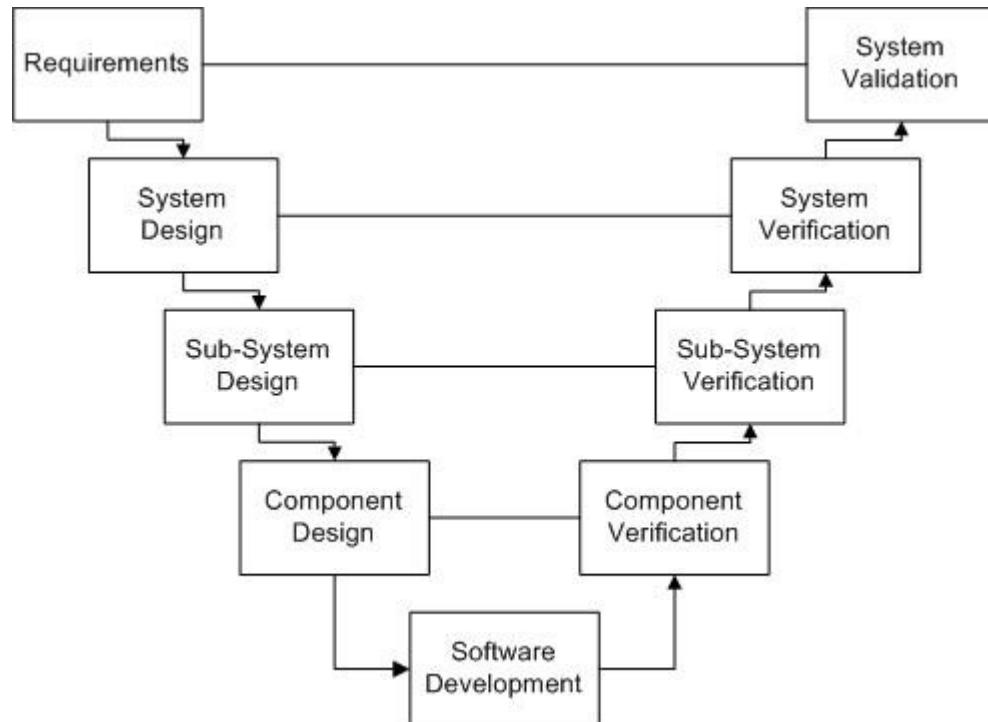 Requirements
System
Validation
System
Design
System
Verification
Sub-System
Design
Sub-System
Verification
Component
Design
Component
Verification
Software
Development